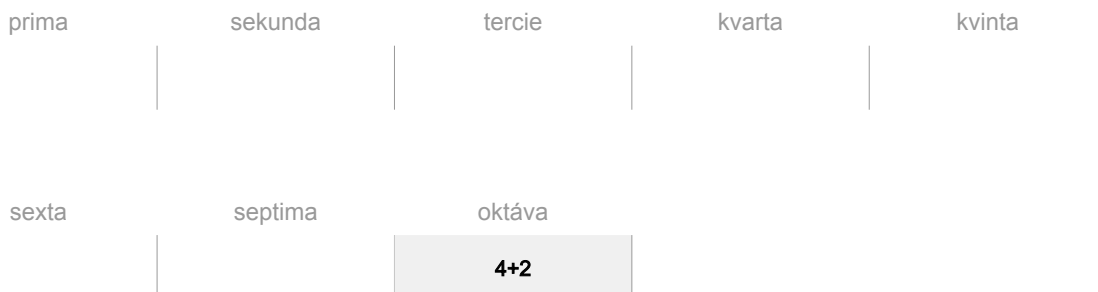 prima sekunda tercie kvarta kvinta
sexta septima oktáva
4+2